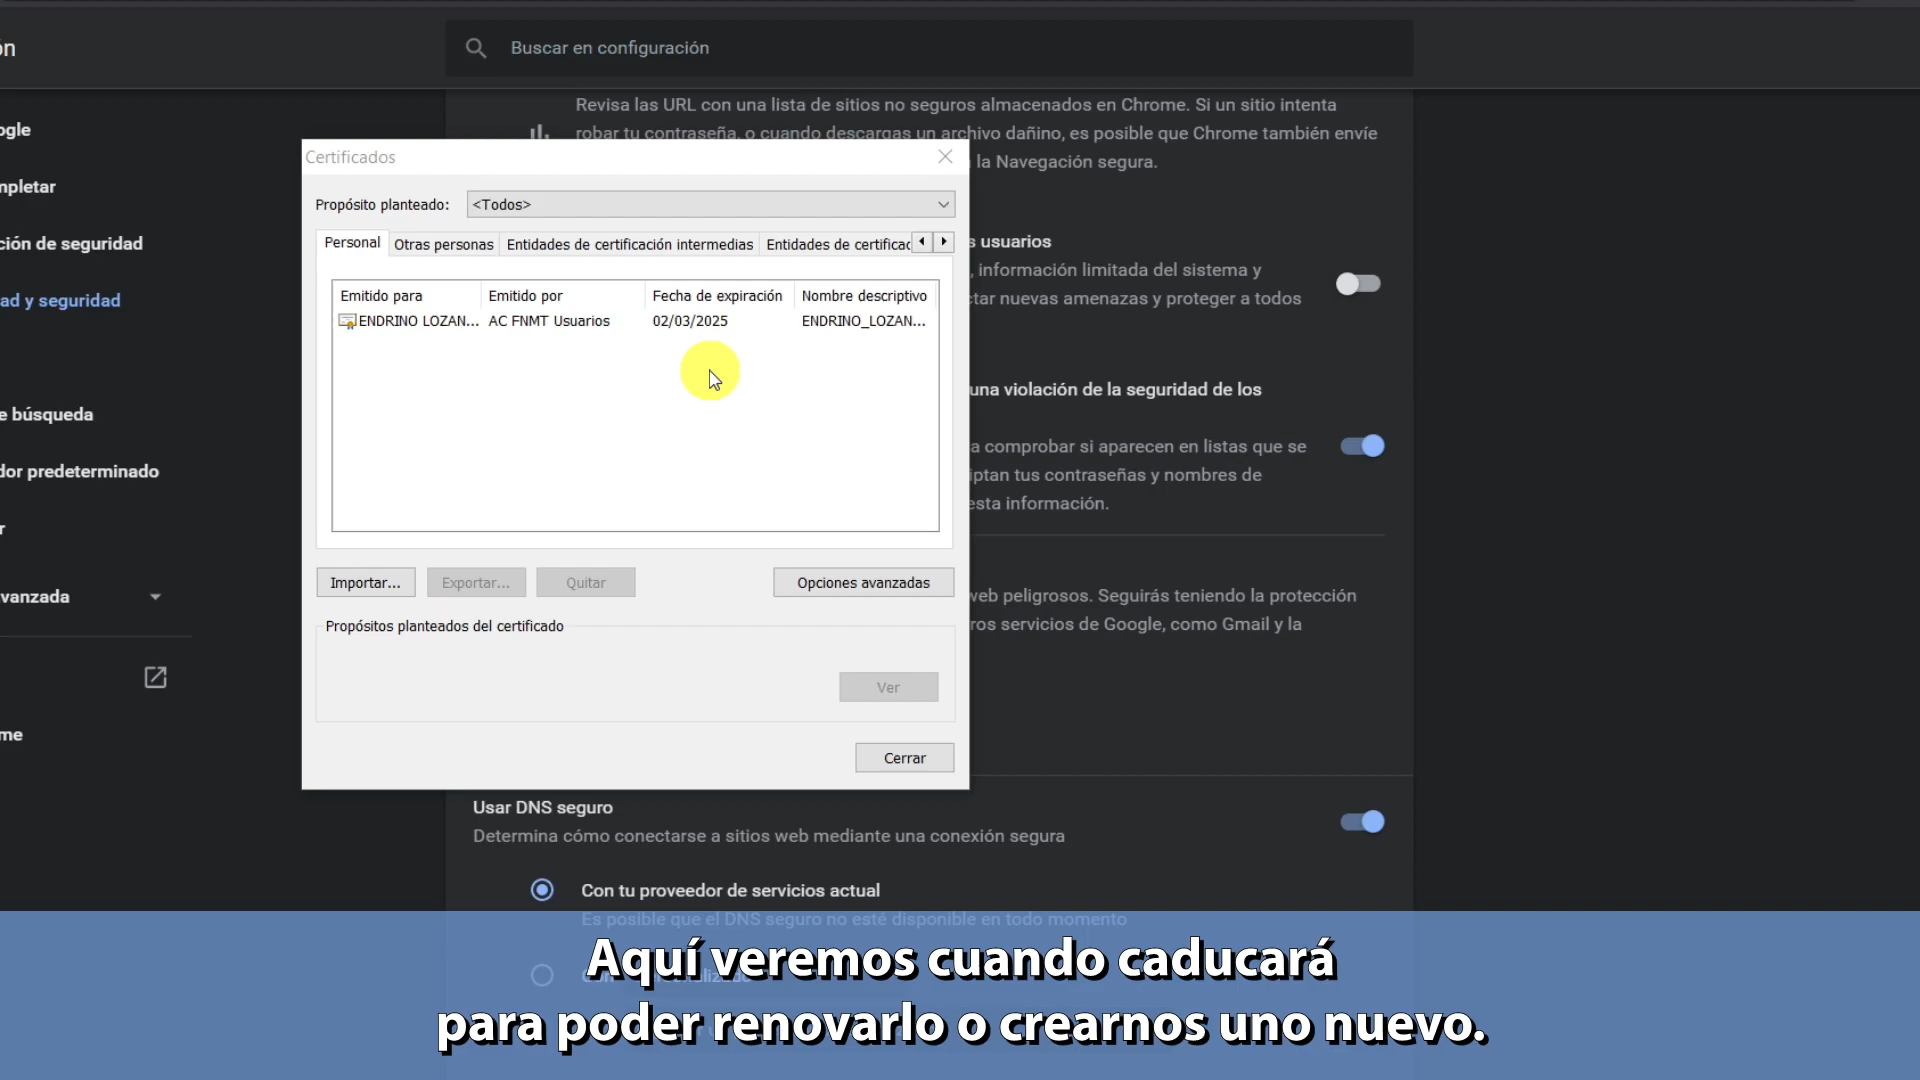 ón
Buscar en configuración
Revisa las URL con una lista de sitios no seguros almacenados en Chrome. Si un sitio intenta
robar tu contraseña, o cuando descargas un archivo dañino, es posible que Chrome también envíe
la Navegación segura.
ogle
mpletar
ción de seguridad
ad y seguridad
e búsqueda
dor predeterminado
r
vanzada
me
Certificados
Propósito planteado:
<Todos>
Personal
Otras personas
Entidades de certificación intermedias
Entidades de certificac
Emitido para
Emitido por
Fecha de expiración
Nombre descriptivo
ENDRINO LOZAN...
AC FNMT Usuarios
02/03/2025
ENDRINO_LOZAN...
Importar...
Exportar...
Quitar
Opciones avanzadas
Propósitos planteados del certificado
Ver
Cerrar
s usuarios
, información limitada del sistema y
ctar nuevas amenazas y proteger a todos
una violación de la seguridad de los
a comprobar si aparecen en listas que se
iptan tus contraseñas y nombres de
esta información.
web peligrosos. Seguirás teniendo la protección
ros servicios de Google, como Gmail y la
Usar DNS seguro
Determina cómo conectarse a sitios web mediante una conexión segura
Con tu proveedor de servicios actual
Es posible que el DNS seguro no esté disponible en todo momento
Aquí veremos cuando caducará
para poder renovarlo o crearnos uno nuevo.